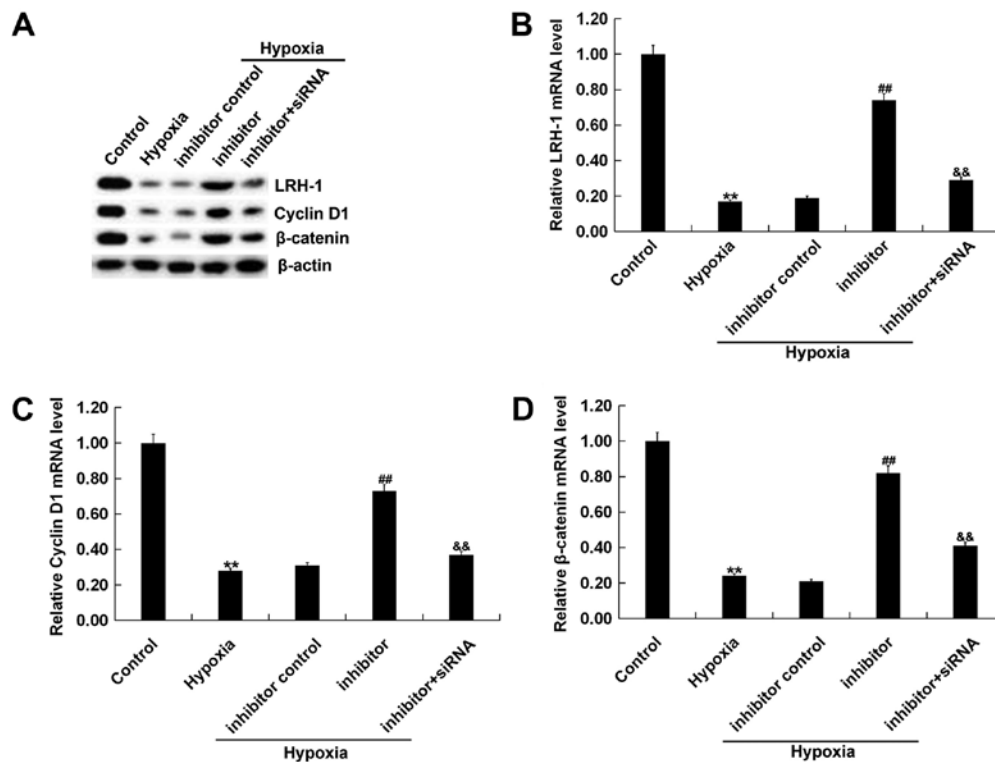 A
Hypoxia
Control
Hypoxia
inhibitor control
inhibitor
inhibitor+siRNA
LRH-1
Cyclin D1
β-catenin
β-actin
B
Relative LRH-1 mRNA level
1.20
1.00
0.80
0.60
0.40
0.20
0.00
**
##
&&
Control
Hypoxia
inhibitor control
inhibitor
inhibitor+siRNA
Hypoxia
C
Relative Cyclin D1 mRNA level
1.20
1.00
0.80
0.60
0.40
0.20
0.00
**
##
&&
Control
Hypoxia
inhibitor control
inhibitor
inhibitor+siRNA
Hypoxia
D
Relative β-catenin mRNA level
1.20
1.00
0.80
0.60
0.40
0.20
0.00
**
##
&&
Control
Hypoxia
inhibitor control
inhibitor
inhibitor+siRNA
Hypoxia